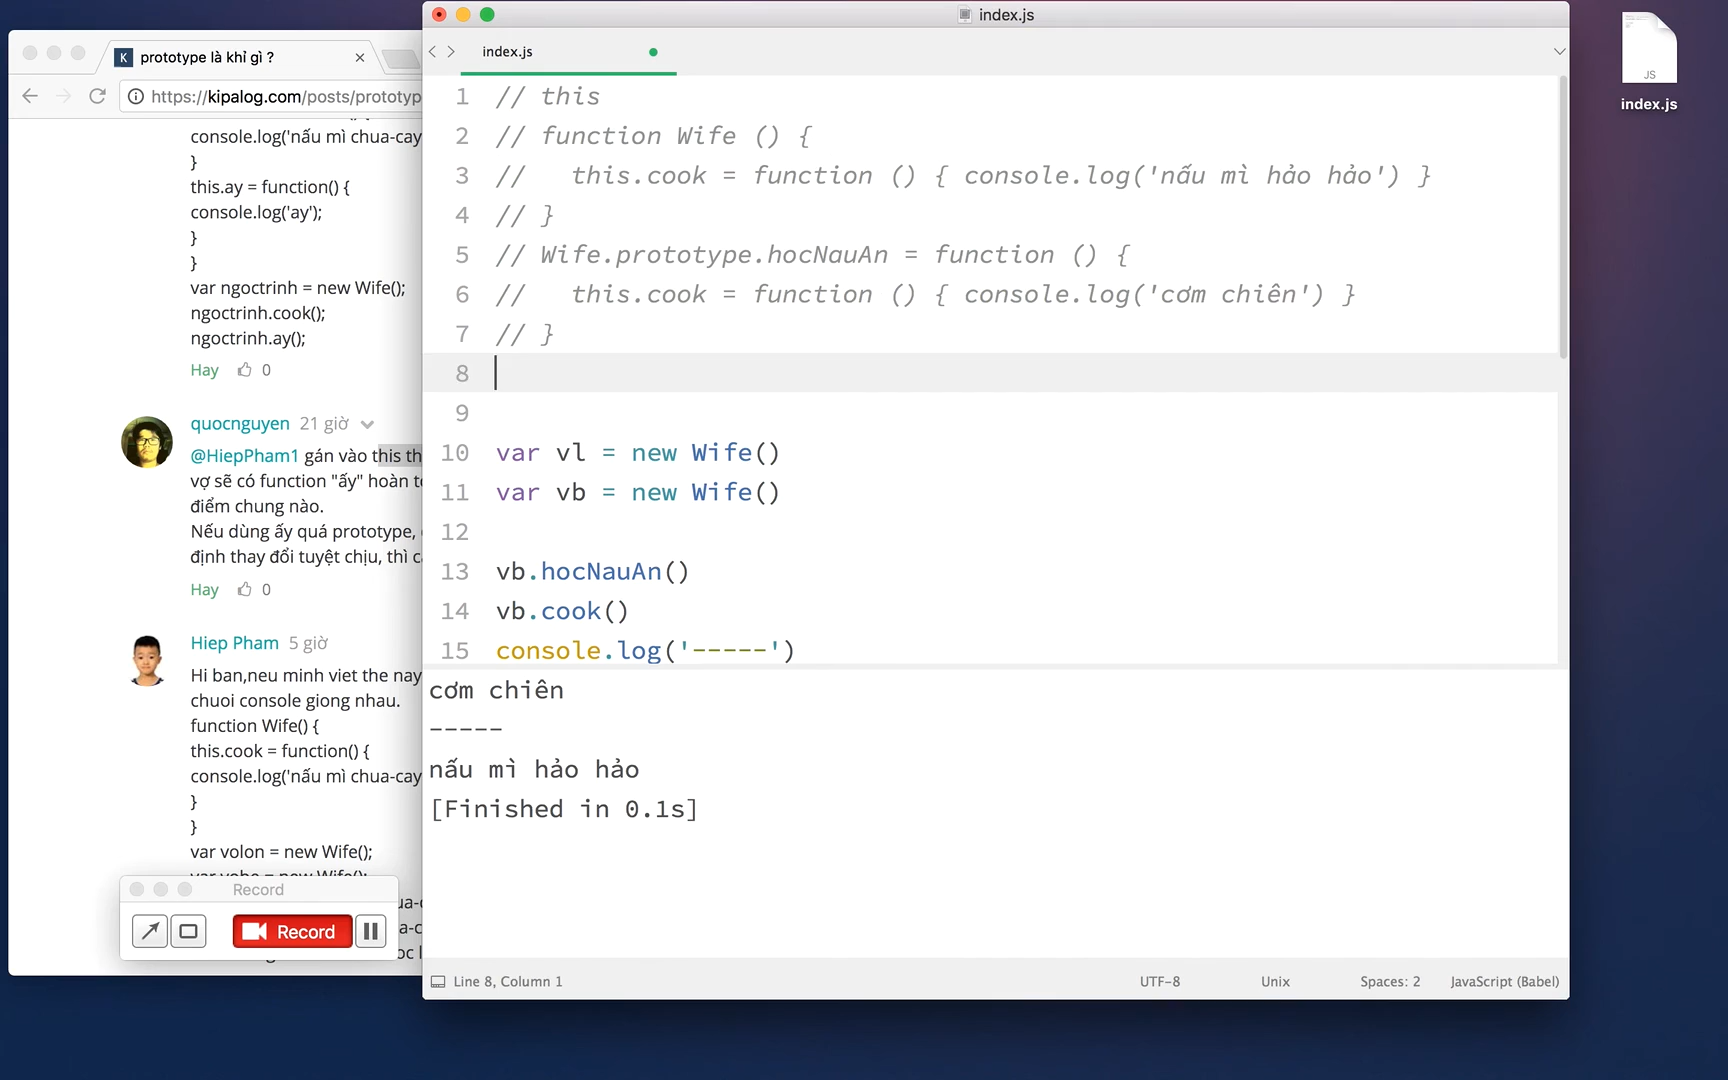 prototype là khỉ gì ?
https://kipalog.com/posts/prototyp
console.log('nấu mì chua-cay
}
this.ay = function() {
console.log('ay');
}
}
var ngoctrinh = new Wife();
ngoctrinh.cook();
ngoctrinh.ay();
Hay 0
quocnguyen 21 giờ
@HiepPham1 gán vào this th
vợ sẽ có function "ấy" hoàn t
điểm chung nào.
Nếu dùng ấy quá prototype,
định thay đổi tuyệt chịu, thì c
Hay 0
Hiep Pham 5 giờ
Hi ban,neu minh viet the nay
chuoi console giong nhau.
function Wife() {
this.cook = function() {
console.log('nấu mì chua-cay
}
}
var volon = new Wife();
Record
Record
index.js
index.js
1 // this
2 // function Wife () {
3 //   this.cook = function () { console.log('nấu mì hảo hảo') }
4 // }
5 // Wife.prototype.hocNauAn = function () {
6 //   this.cook = function () { console.log('cơm chiên') }
7 // }
8
9
10 var vl = new Wife()
11 var vb = new Wife()
12
13 vb.hocNauAn()
14 vb.cook()
15 console.log('-----')
cơm chiên
-----
nấu mì hảo hảo
[Finished in 0.1s]
Line 8, Column 1
UTF-8
Unix
Spaces: 2
JavaScript (Babel)
JS
index.js